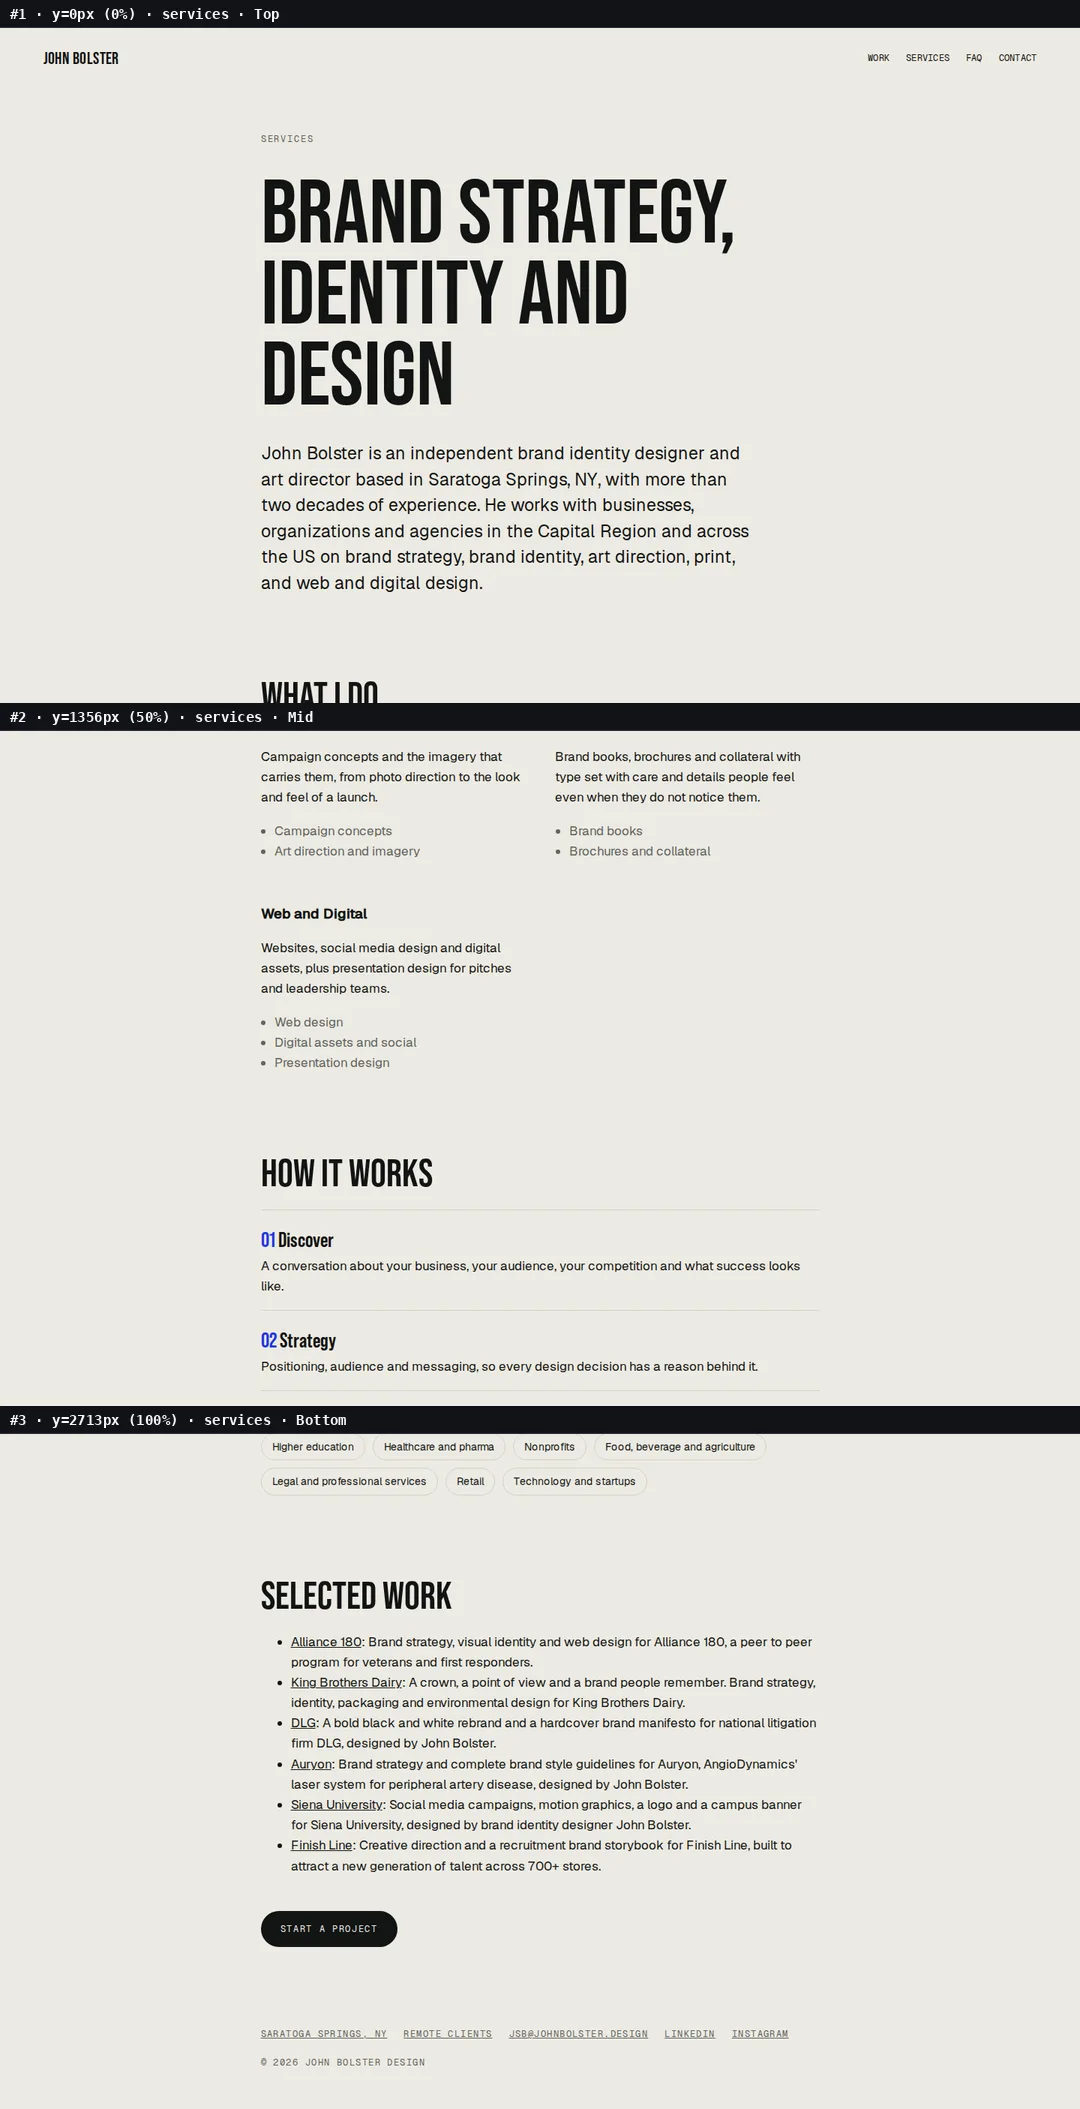 #1 · y=0px (0%) · services · Top
JOHN BOLSTER
WORK SERVICES FAQ CONTACT
SERVICES
BRAND STRATEGY,
IDENTITY AND
DESIGN
John Bolster is an independent brand identity designer and
art director based in Saratoga Springs, NY, with more than
two decades of experience. He works with businesses,
organizations and agencies in the Capital Region and across
the US on brand strategy, brand identity, art direction, print,
and web and digital design.
WHAT I DO
#2 · y=1356px (50%) · services · Mid
Campaign concepts and the imagery that
carries them, from photo direction to the look
and feel of a launch.
• Campaign concepts
• Art direction and imagery
Brand books, brochures and collateral with
type set with care and details people feel
even when they do not notice them.
• Brand books
• Brochures and collateral
Web and Digital
Websites, social media design and digital
assets, plus presentation design for pitches
and leadership teams.
• Web design
• Digital assets and social
• Presentation design
HOW IT WORKS
01 Discover
A conversation about your business, your audience, your competition and what success looks
like.
02 Strategy
Positioning, audience and messaging, so every design decision has a reason behind it.
#3 · y=2713px (100%) · services · Bottom
Higher education Healthcare and pharma Nonprofits Food, beverage and agriculture
Legal and professional services Retail Technology and startups
SELECTED WORK
• Alliance 180: Brand strategy, visual identity and web design for Alliance 180, a peer to peer
program for veterans and first responders.
• King Brothers Dairy: A crown, a point of view and a brand people remember. Brand strategy,
identity, packaging and environmental design for King Brothers Dairy.
• DLG: A bold black and white rebrand and a hardcover brand manifesto for national litigation
firm DLG, designed by John Bolster.
• Auryon: Brand strategy and complete brand style guidelines for Auryon, AngioDynamics'
laser system for peripheral artery disease, designed by John Bolster.
• Siena University: Social media campaigns, motion graphics, a logo and a campus banner
for Siena University, designed by brand identity designer John Bolster.
• Finish Line: Creative direction and a recruitment brand storybook for Finish Line, built to
attract a new generation of talent across 700+ stores.
START A PROJECT
SARATOGA SPRINGS, NY REMOTE CLIENTS JSB@JOHNBOLSTER.DESIGN LINKEDIN INSTAGRAM
© 2026 JOHN BOLSTER DESIGN